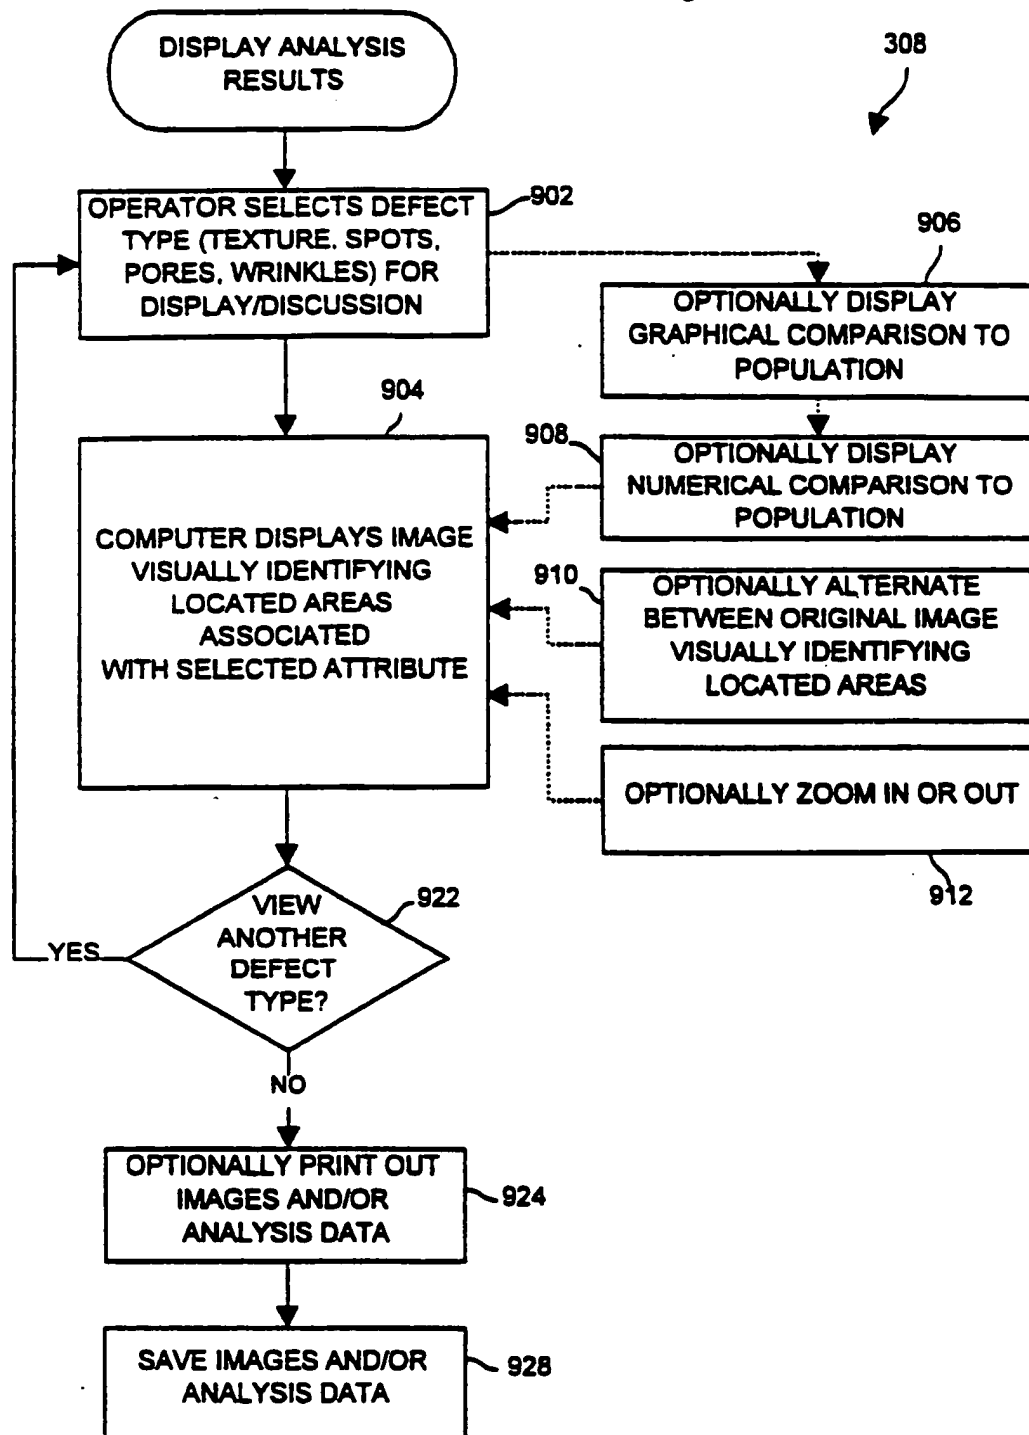 DISPLAY ANALYSIS
RESULTS
308
OPERATOR SELECTS DEFECT
TYPE (TEXTURE, SPOTS,
PORES, WRINKLES) FOR
DISPLAY/DISCUSSION
902
906
OPTIONALLY DISPLAY
GRAPHICAL COMPARISON TO
POPULATION
904
COMPUTER DISPLAYS IMAGE
VISUALLY IDENTIFYING
LOCATED AREAS
ASSOCIATED
WITH SELECTED ATTRIBUTE
908
OPTIONALLY DISPLAY
NUMERICAL COMPARISON TO
POPULATION
910
OPTIONALLY ALTERNATE
BETWEEN ORIGINAL IMAGE
VISUALLY IDENTIFYING
LOCATED AREAS
OPTIONALLY ZOOM IN OR OUT
912
VIEW
ANOTHER
DEFECT
TYPE?
922
YES
NO
OPTIONALLY PRINT OUT
IMAGES AND/OR
ANALYSIS DATA
924
SAVE IMAGES AND/OR
ANALYSIS DATA
928